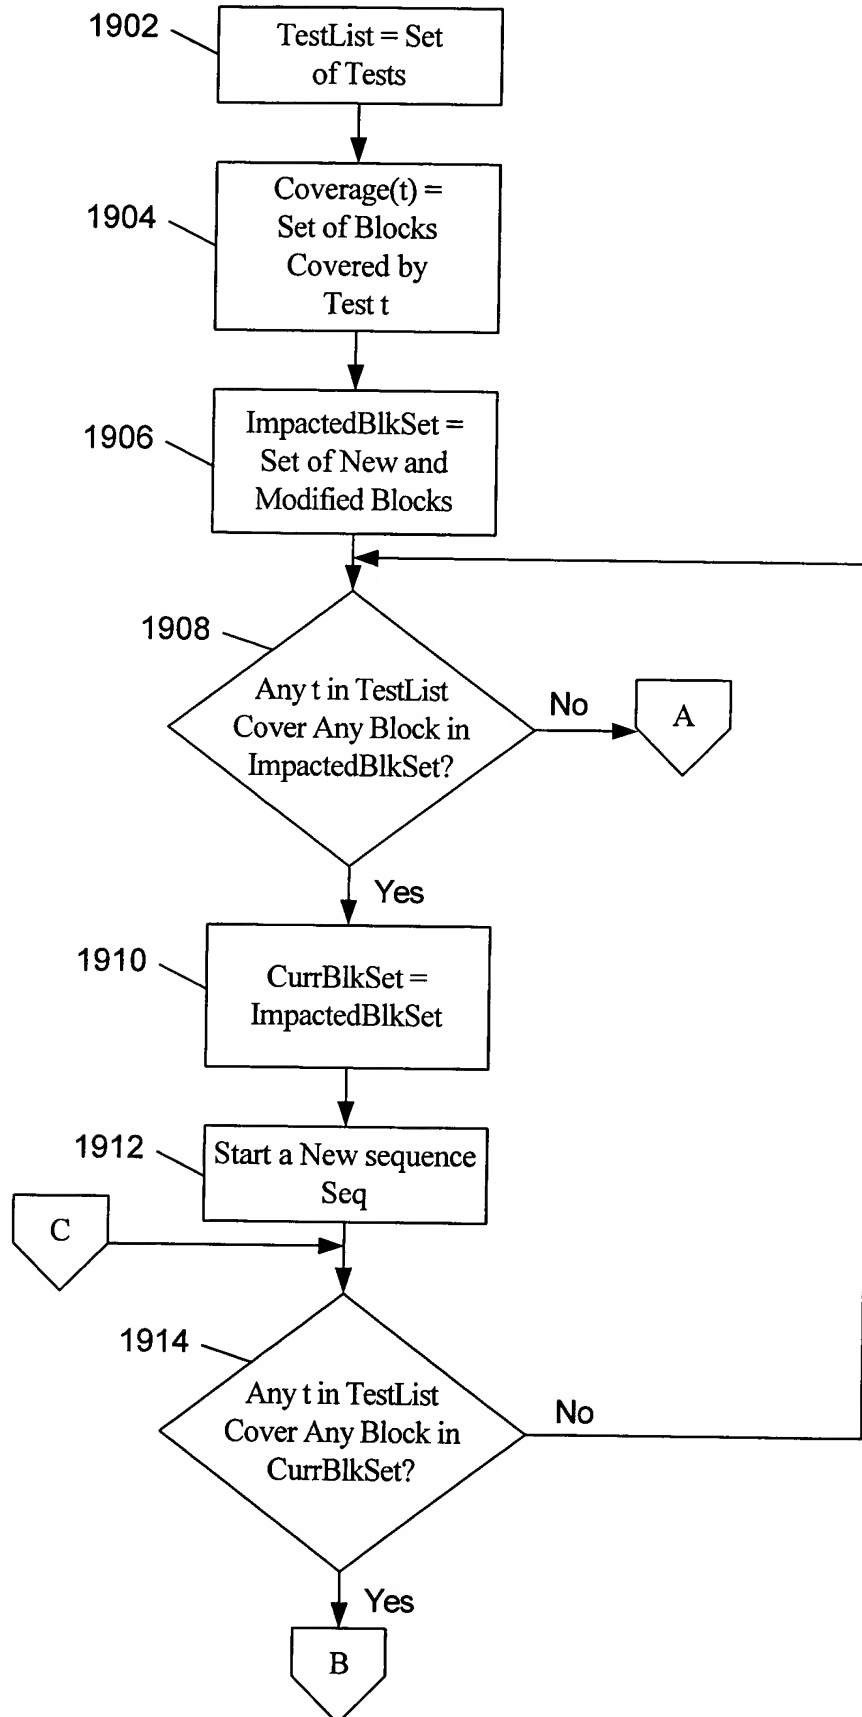 1902
TestList = Set
of Tests
1904
Coverage(t) =
Set of Blocks
Covered by
Test t
1906
ImpactedBlkSet =
Set of New and
Modified Blocks
1908
Any t in TestList
Cover Any Block in
ImpactedBlkSet?
No
A
Yes
1910
CurrBlkSet =
ImpactedBlkSet
1912
Start a New sequence
Seq
C
1914
Any t in TestList
Cover Any Block in
CurrBlkSet?
No
Yes
B